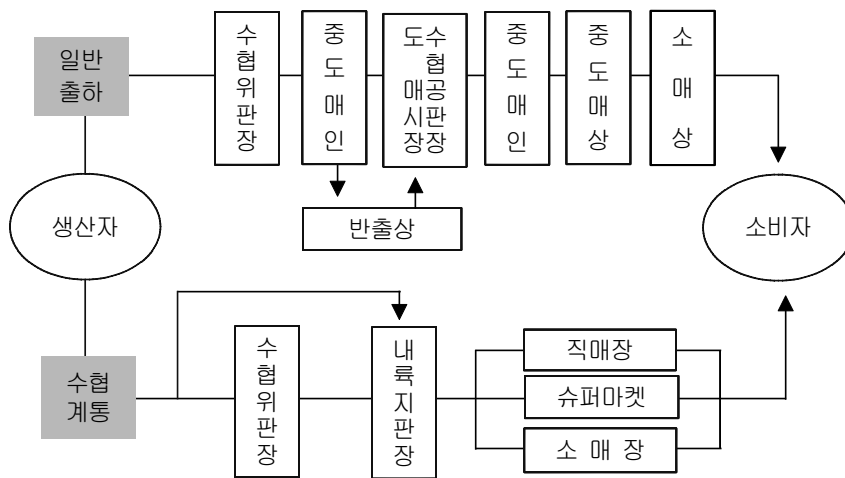 일반
출하
수협위판장
중도매인
도매시장
수협공판장
중도매인
중도매상
소매상
반출상
생산자
소비자
수협
계통
수협위판장
내륙지판장
직매장
슈퍼마켓
소 매 장